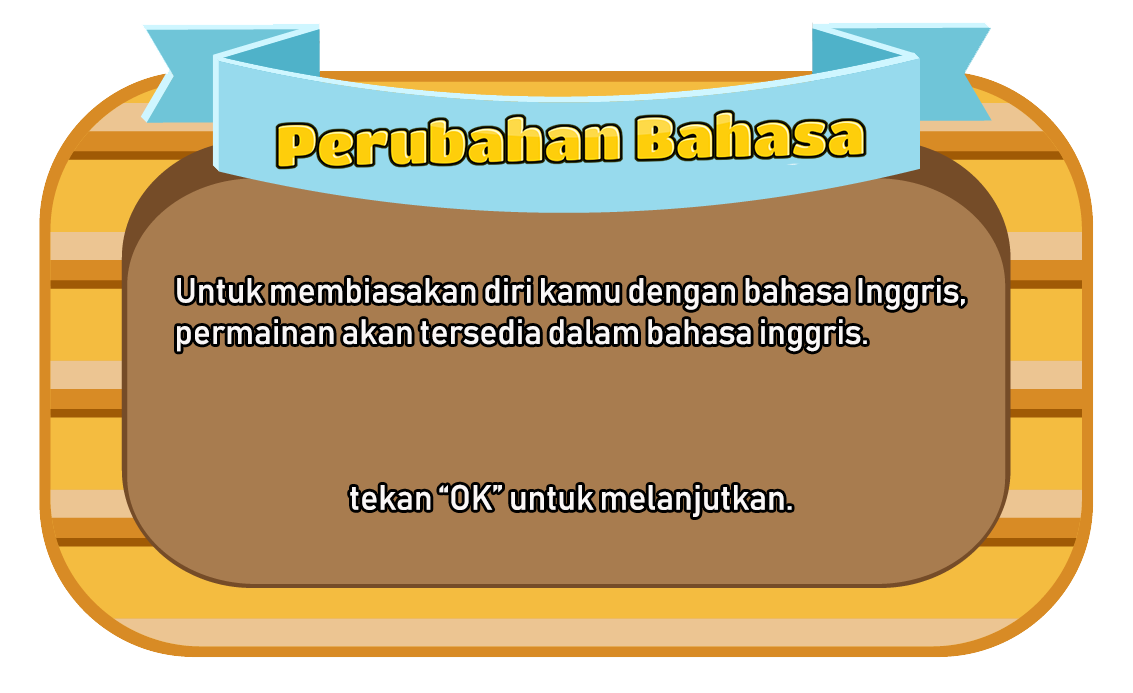 Perubahan Bahasa
Untuk membiasakan diri kamu dengan bahasa Inggris,
permainan akan tersedia dalam bahasa inggris.
tekan “OK” untuk melanjutkan.